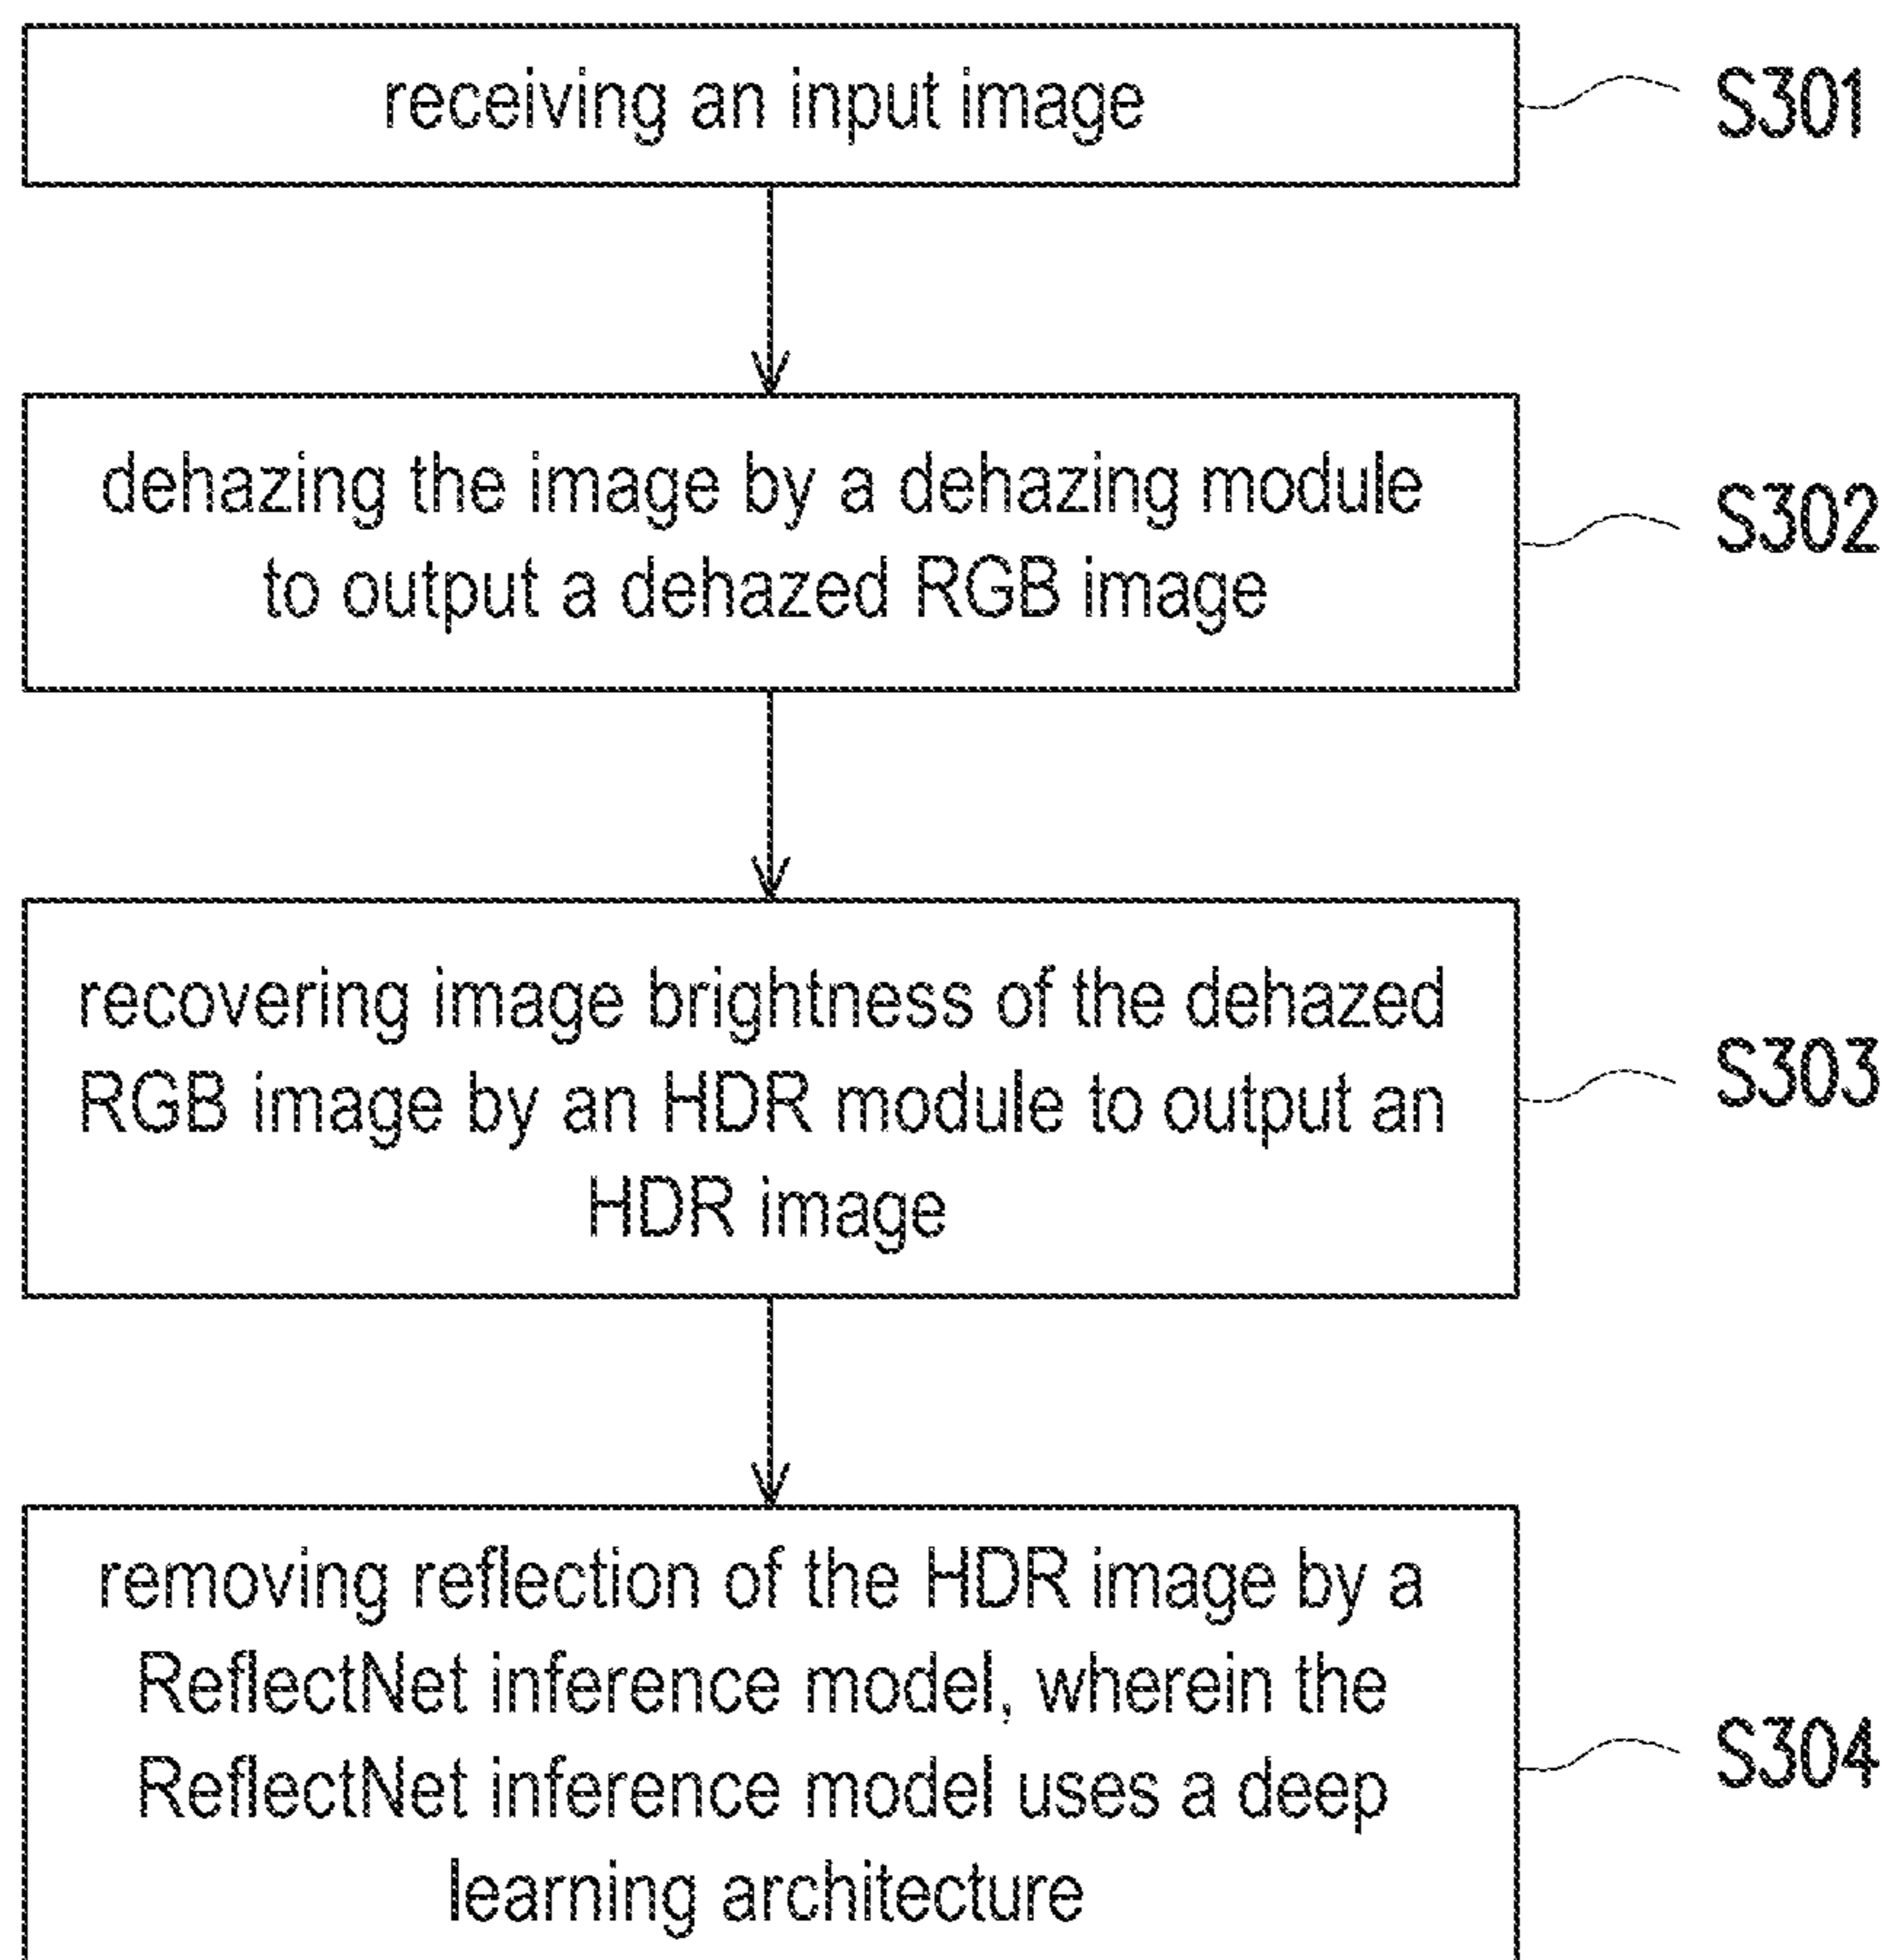 receiving an input image
S301
dehazing the image by a dehazing module
to output a dehazed RGB image
S302
recovering image brightness of the dehazed
RGB image by an HDR module to output an
HDR image
S303
removing reflection of the HDR image by a
ReflectNet inference model, wherein the
ReflectNet inference model uses a deep
learning architecture
S304